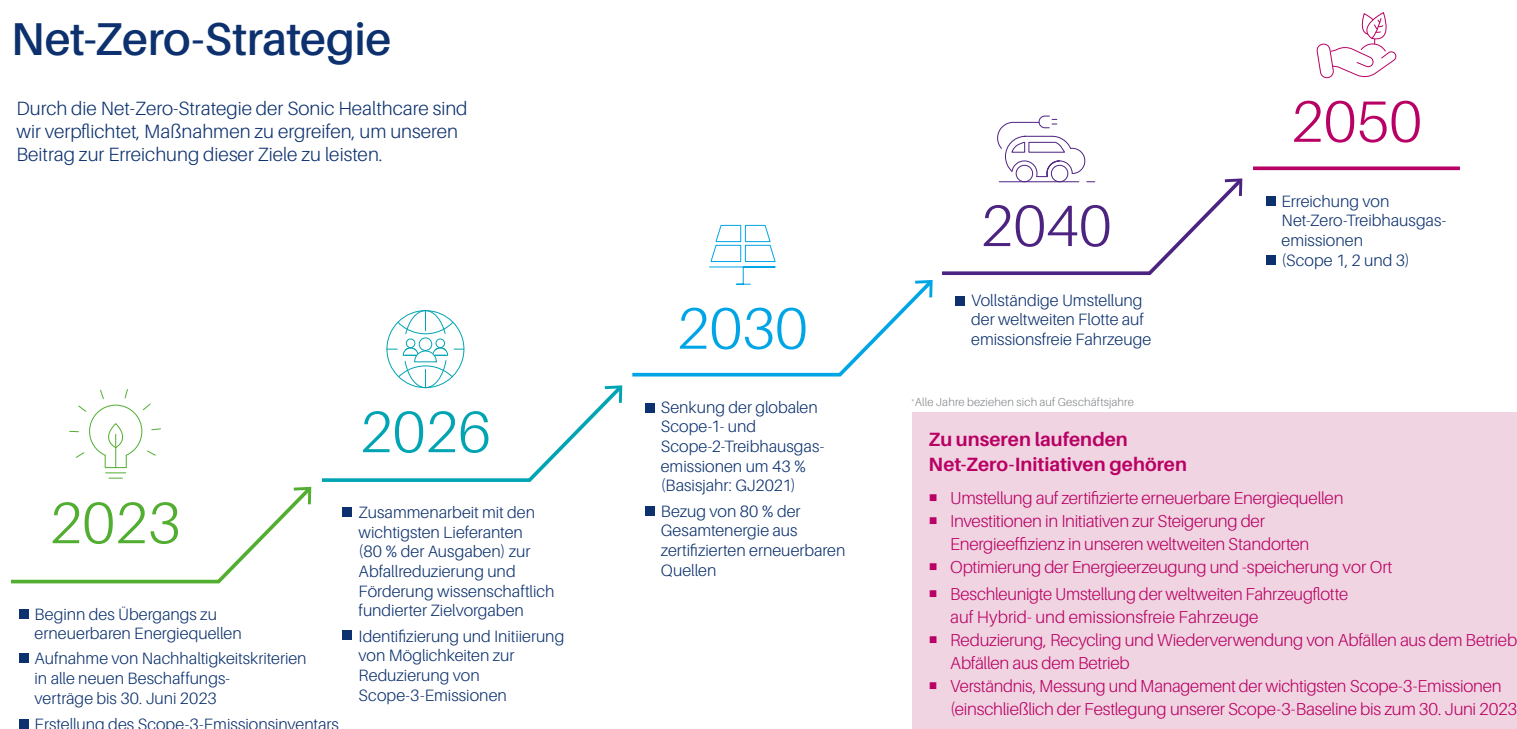 Net-Zero-Strategie
Durch die Net-Zero-Strategie der Sonic Healthcare sind
wir verpflichtet, Maßnahmen zu ergreifen, um unseren
Beitrag zur Erreichung dieser Ziele zu leisten.
2023
■ Beginn des Übergangs zu
erneuerbaren Energiequellen
■ Aufnahme von Nachhaltigkeitskriterien
in alle neuen Beschaffungs-
verträge bis 30. Juni 2023
■ Erstellung des Scope-3-Emissionsinventars
2026
■ Zusammenarbeit mit den
wichtigsten Lieferanten
(80 % der Ausgaben) zur
Abfallreduzierung und
Förderung wissenschaftlich
fundierter Zielvorgaben
■ Identifizierung und Initiierung
von Möglichkeiten zur
Reduzierung von
Scope-3-Emissionen
2030
■ Senkung der globalen
Scope-1- und
Scope-2-Treibhausgas-
emissionen um 43 %
(Basisjahr: GJ2021)
■ Bezug von 80 % der
Gesamtenergie aus
zertifizierten erneuerbaren
Quellen
2040
■ Vollständige Umstellung
der weltweiten Flotte auf
emissionsfreie Fahrzeuge
2050
■ Erreichung von
Net-Zero-Treibhausgas-
emissionen
■ (Scope 1, 2 und 3)
*Alle Jahre beziehen sich auf Geschäftsjahre
Zu unseren laufenden
Net-Zero-Initiativen gehören
■ Umstellung auf zertifizierte erneuerbare Energiequellen
■ Investitionen in Initiativen zur Steigerung der
Energieeffizienz in unseren weltweiten Standorten
■ Optimierung der Energieerzeugung und -speicherung vor Ort
■ Beschleunigte Umstellung der weltweiten Fahrzeugflotte
auf Hybrid- und emissionsfreie Fahrzeuge
■ Reduzierung, Recycling und Wiederverwendung von Abfällen aus dem Betrieb
Abfällen aus dem Betrieb
■ Verständnis, Messung und Management der wichtigsten Scope-3-Emissionen
(einschließlich der Festlegung unserer Scope-3-Baseline bis zum 30. Juni 2023